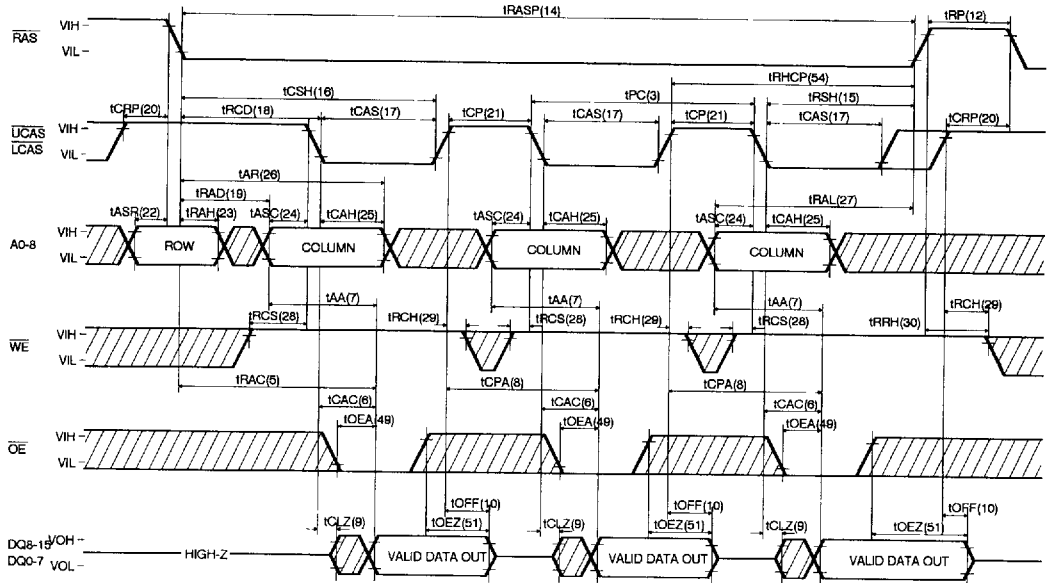 tRASP(14)
tRP(12)
RAS
VIH
VIL
tRHCP(54)
tCSH(16)
tPC(3)
tRSH(15)
tCRP(20)
tRCD(18)
tCAS(17)
tCP(21)
tCAS(17)
tCP(21)
tCAS(17)
tCRP(20)
UCAS
LCAS
VIH
VIL
tAR(26)
tRAD(19)
tRAL(27)
tASR(22)
tRAH(23)
tASC(24)
tCAH(25)
tASC(24)
tCAH(25)
tASC(24)
tCAH(25)
A0-8
VIH
VIL
ROW
COLUMN
COLUMN
COLUMN
tAA(7)
tAA(7)
tAA(7)
tRCS(28)
tRCH(29)
tRCS(28)
tRCH(29)
tRCS(28)
tRCH(29)
tRRH(30)
WE
VIH
VIL
tRAC(5)
tCPA(8)
tCPA(8)
tCAC(6)
tCAC(6)
tCAC(6)
tOEA(49)
tOEA(49)
tOEA(49)
OE
VIH
VIL
tOFF(10)
tOFF(10)
tOFF(10)
tCLZ(9)
tOEZ(51)
tCLZ(9)
tOEZ(51)
tCLZ(9)
tOEZ(51)
DQ8-15
DQ0-7
VOH
VOL
HIGH-Z
VALID DATA OUT
VALID DATA OUT
VALID DATA OUT